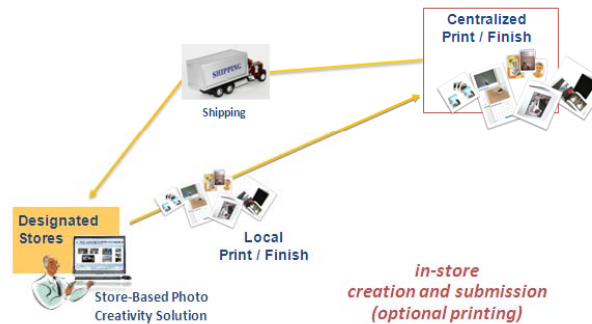 Centralized
Print / Finish
SHIPPING
Shipping
Designated
Stores
Local
Print / Finish
Store-Based Photo
Creativity Solution
in-store
creation and submission
(optional printing)